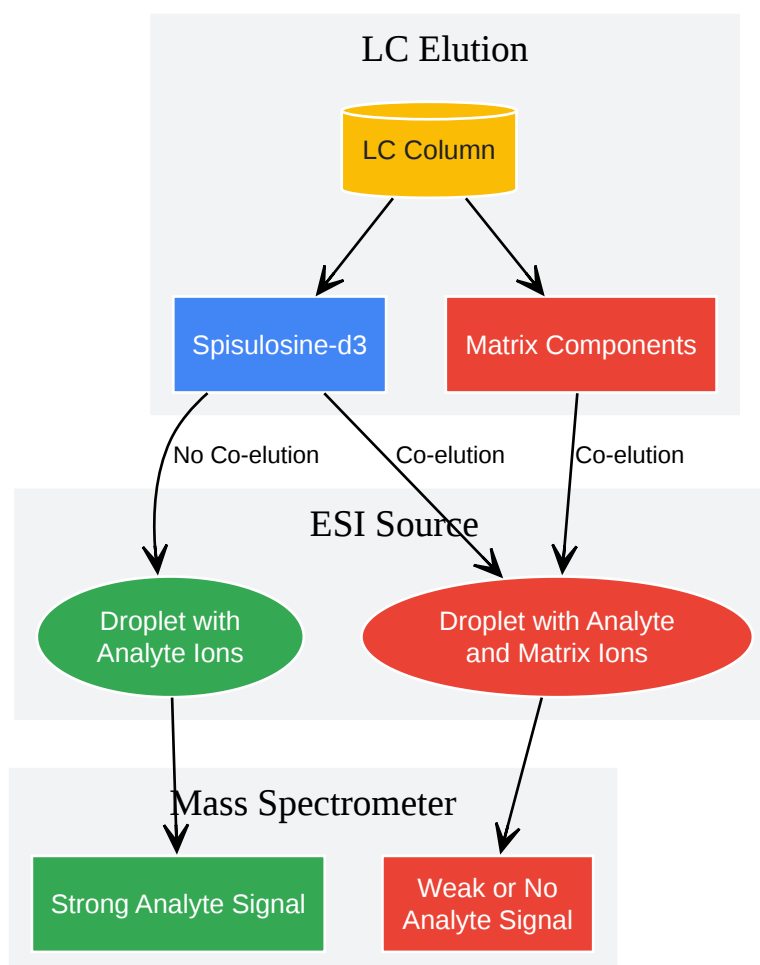 LC Elution
LC Column
Spisulosine-d3
Matrix Components
No Co-elution
Co-elution
Co-elution
ESI Source
Droplet with
Analyte Ions
Droplet with Analyte
and Matrix Ions
Mass Spectrometer
Strong Analyte Signal
Weak or No
Analyte Signal